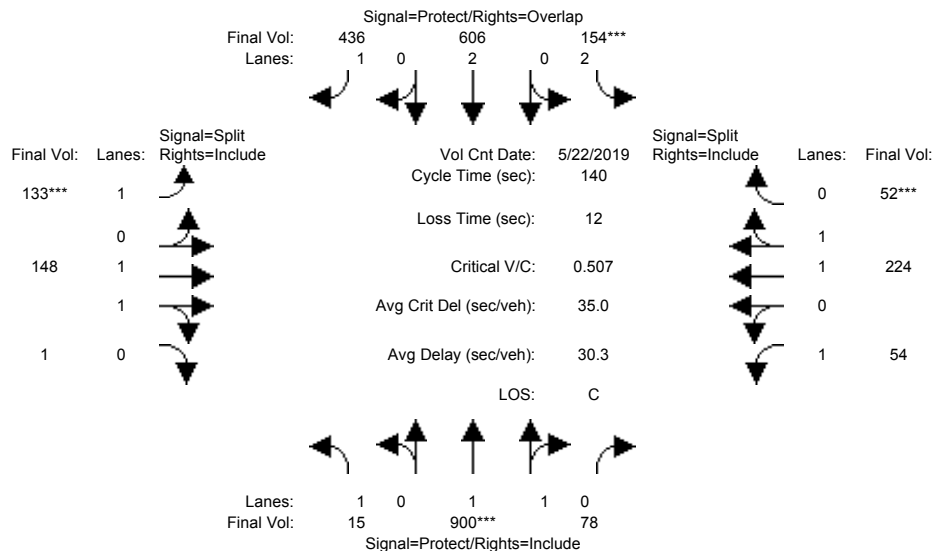 Signal=Protect/Rights=Overlap
Final Vol: 436 606 154***
Lanes: 1 0 2 0 2
Signal=Split Signal=Split
Final Vol: Lanes: Rights=Include Vol Cnt Date: 5/22/2019 Rights=Include Lanes: Final Vol:
Cycle Time (sec): 140
133*** 1 0 52***
Loss Time (sec): 12
0 1
148 1 Critical V/C: 0.507 1 224
1 Avg Crit Del (sec/veh): 35.0 0
1 0 Avg Delay (sec/veh): 30.3 1 54
LOS: C
Lanes: 1 0 1 1 0
Final Vol: 15 900*** 78
Signal=Protect/Rights=Include